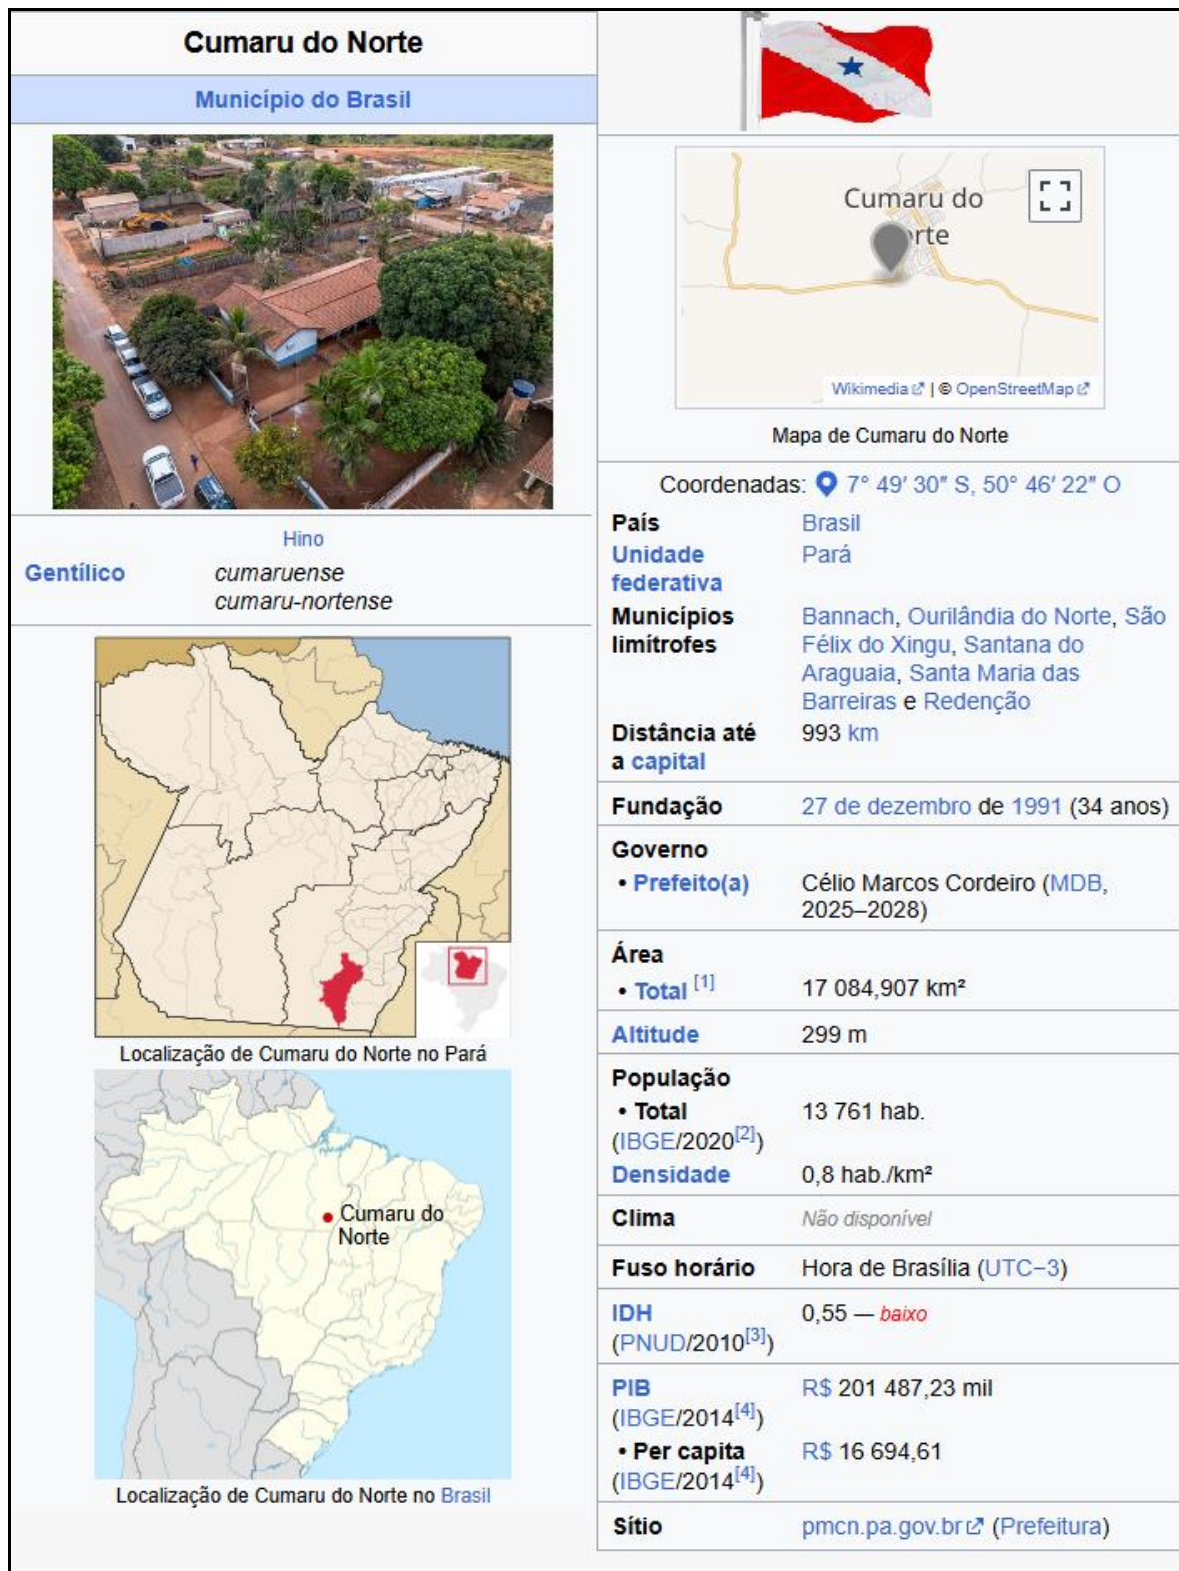 Cumaru do Norte
Município do Brasil
Hino
Gentílico
cumaruense
cumaru-nortense
Localização de Cumaru do Norte no Pará
Cumaru do
Norte
Localização de Cumaru do Norte no Brasil
Cumaru do
orte
Wikimedia | © OpenStreetMap
Mapa de Cumaru do Norte
Coordenadas: 7° 49′ 30″ S, 50° 46′ 22″ O
País Brasil
Unidade Pará
federativa
Municípios Bannach, Ourilândia do Norte, São
limítrofes Félix do Xingu, Santana do
Araguaia, Santa Maria das
Barreiras e Redenção
Distância até 993 km
a capital
Fundação 27 de dezembro de 1991 (34 anos)
Governo
• Prefeito(a) Célio Marcos Cordeiro (MDB,
2025–2028)
Área
• Total [1] 17 084,907 km²
Altitude 299 m
População
• Total 13 761 hab.
(IBGE/2020[2])
Densidade 0,8 hab./km²
Clima Não disponível
Fuso horário Hora de Brasília (UTC−3)
IDH 0,55 — baixo
(PNUD/2010[3])
PIB R$ 201 487,23 mil
(IBGE/2014[4])
• Per capita R$ 16 694,61
(IBGE/2014[4])
Sítio pmcn.pa.gov.br (Prefeitura)